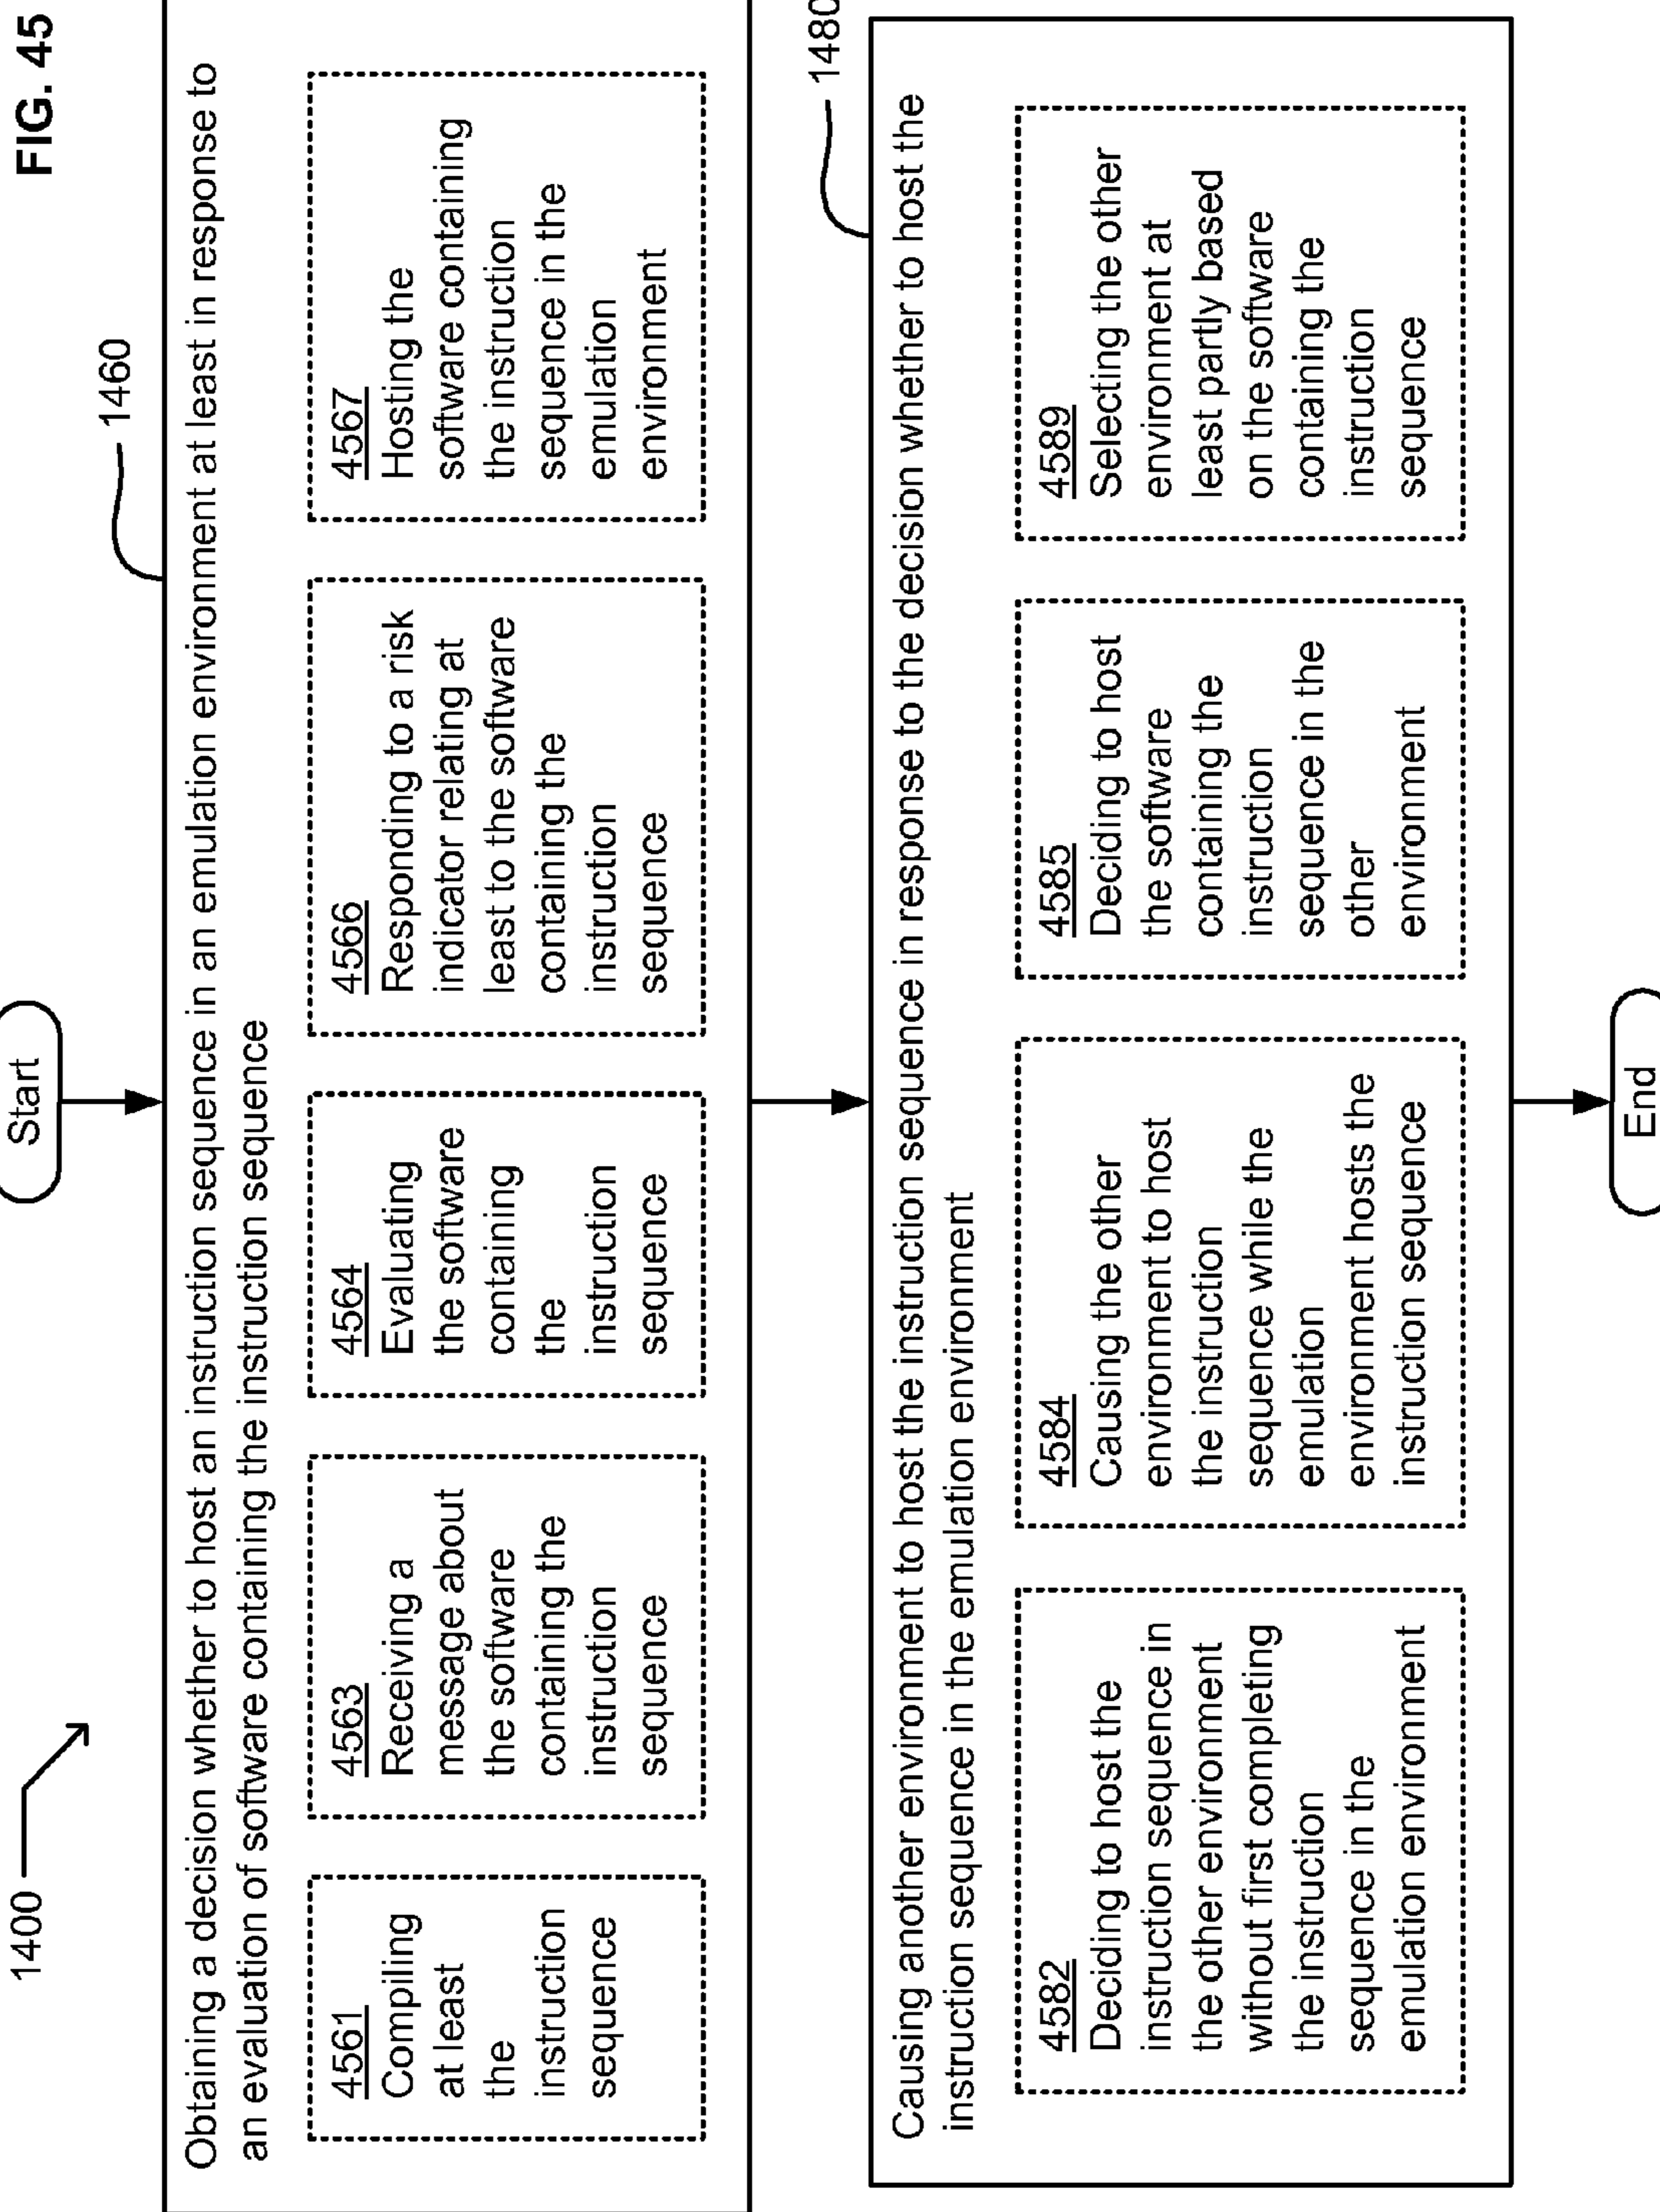 FIG. 45
1400
Start
1460
Obtaining a decision whether to host an instruction sequence in an emulation environment at least in response to
an evaluation of software containing the instruction sequence
4561
Compiling
at least
the
instruction
sequence
4563
Receiving a
message about
the software
containing the
instruction
sequence
4564
Evaluating
the software
containing
the
instruction
sequence
4566
Responding to a risk
indicator relating at
least to the software
containing the
instruction
sequence
4567
Hosting the
software containing
the instruction
sequence in the
emulation
environment
1480
Causing another environment to host the instruction sequence in response to the decision whether to host the
instruction sequence in the emulation environment
4582
Deciding to host the
instruction sequence in
the other environment
without first completing
the instruction
sequence in the
emulation environment
4584
Causing the other
environment to host
the instruction
sequence while the
emulation
environment hosts the
instruction sequence
4585
Deciding to host
the software
containing the
instruction
sequence in the
other
environment
4589
Selecting the other
environment at
least partly based
on the software
containing the
instruction
sequence
End